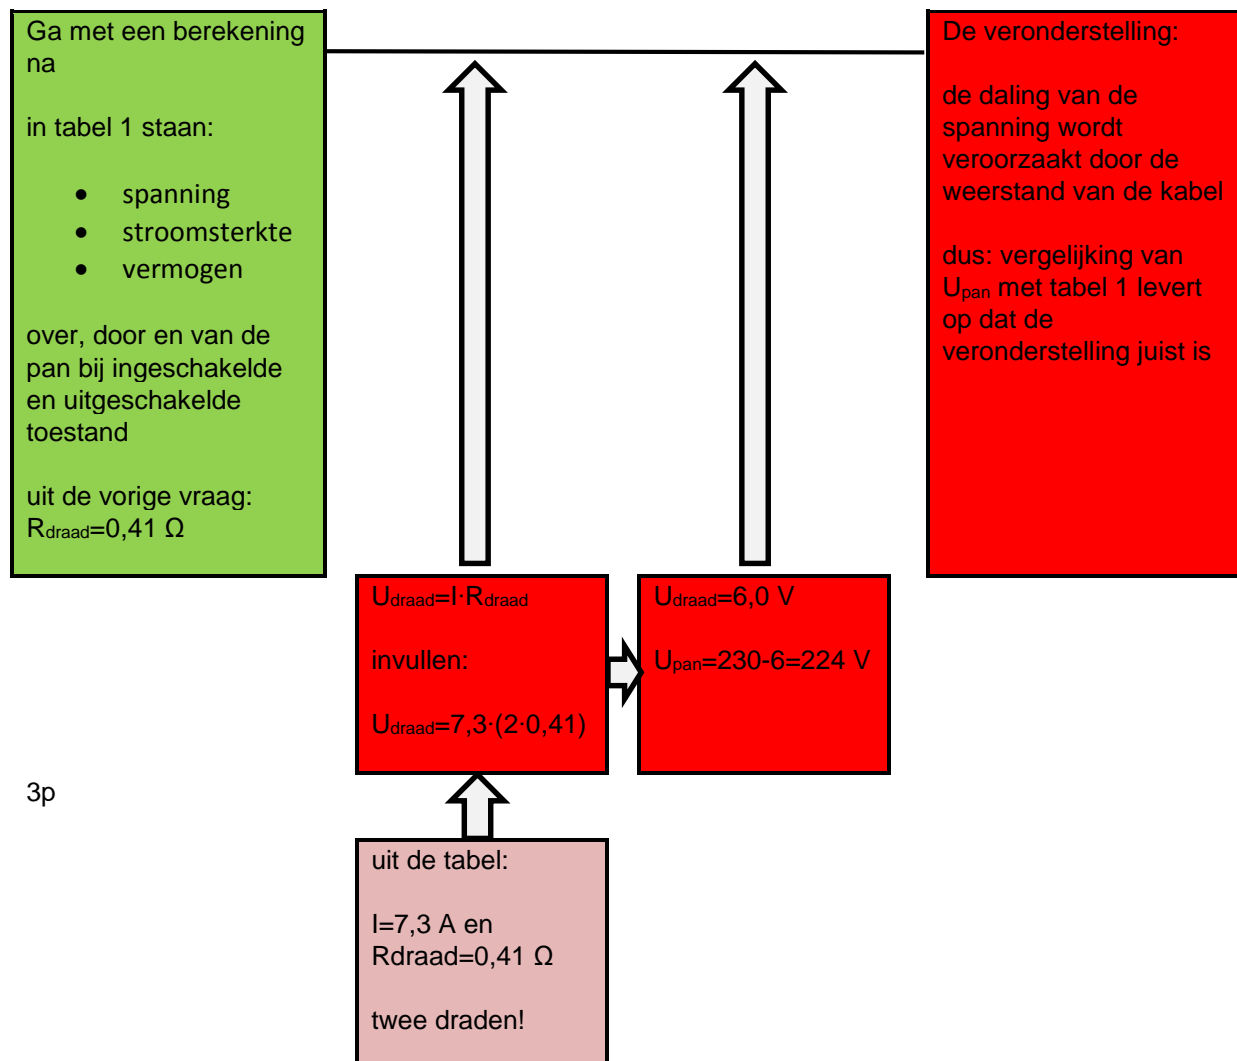 Ga met een berekening
na
in tabel 1 staan:
• spanning
• stroomsterkte
• vermogen
over, door en van de
pan bij ingeschakelde
en uitgeschakelde
toestand
uit de vorige vraag:
Rdraad=0,41 Ω
De veronderstelling:
de daling van de
spanning wordt
veroorzaakt door de
weerstand van de kabel
dus: vergelijking van
Upan met tabel 1 levert
op dat de
veronderstelling juist is
Udraad=I·Rdraad
invullen:
Udraad=7,3·(2·0,41)
Udraad=6,0 V
Upan=230-6=224 V
3p
uit de tabel:
I=7,3 A en
Rdraad=0,41 Ω
twee draden!